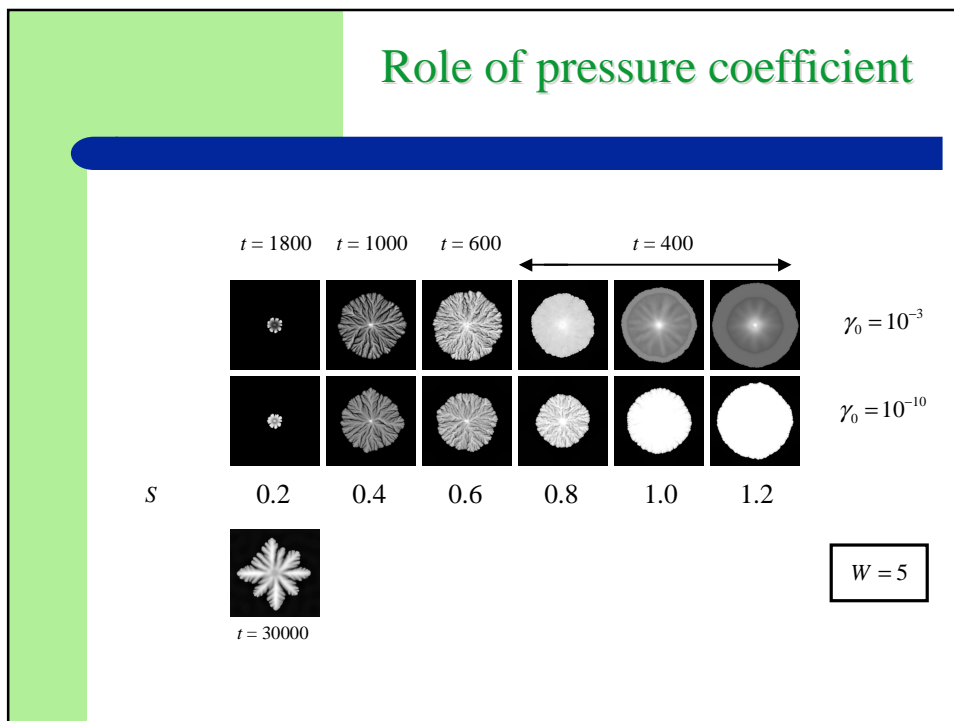 Role of pressure coefficient
t = 1800 t = 1000 t = 600 t = 400
γ₀ = 10⁻³
γ₀ = 10⁻¹⁰
S 0.2 0.4 0.6 0.8 1.0 1.2
W = 5
t = 30000